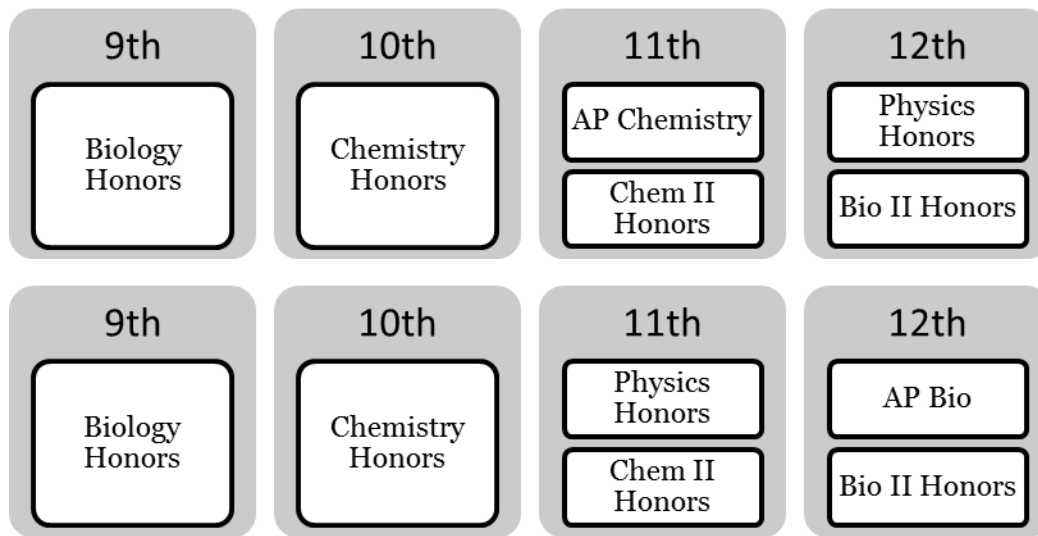 9th
Biology
Honors
10th
Chemistry
Honors
11th
AP Chemistry
Chem II
Honors
12th
Physics
Honors
Bio II Honors
9th
Biology
Honors
10th
Chemistry
Honors
11th
Physics
Honors
Chem II
Honors
12th
AP Bio
Bio II Honors